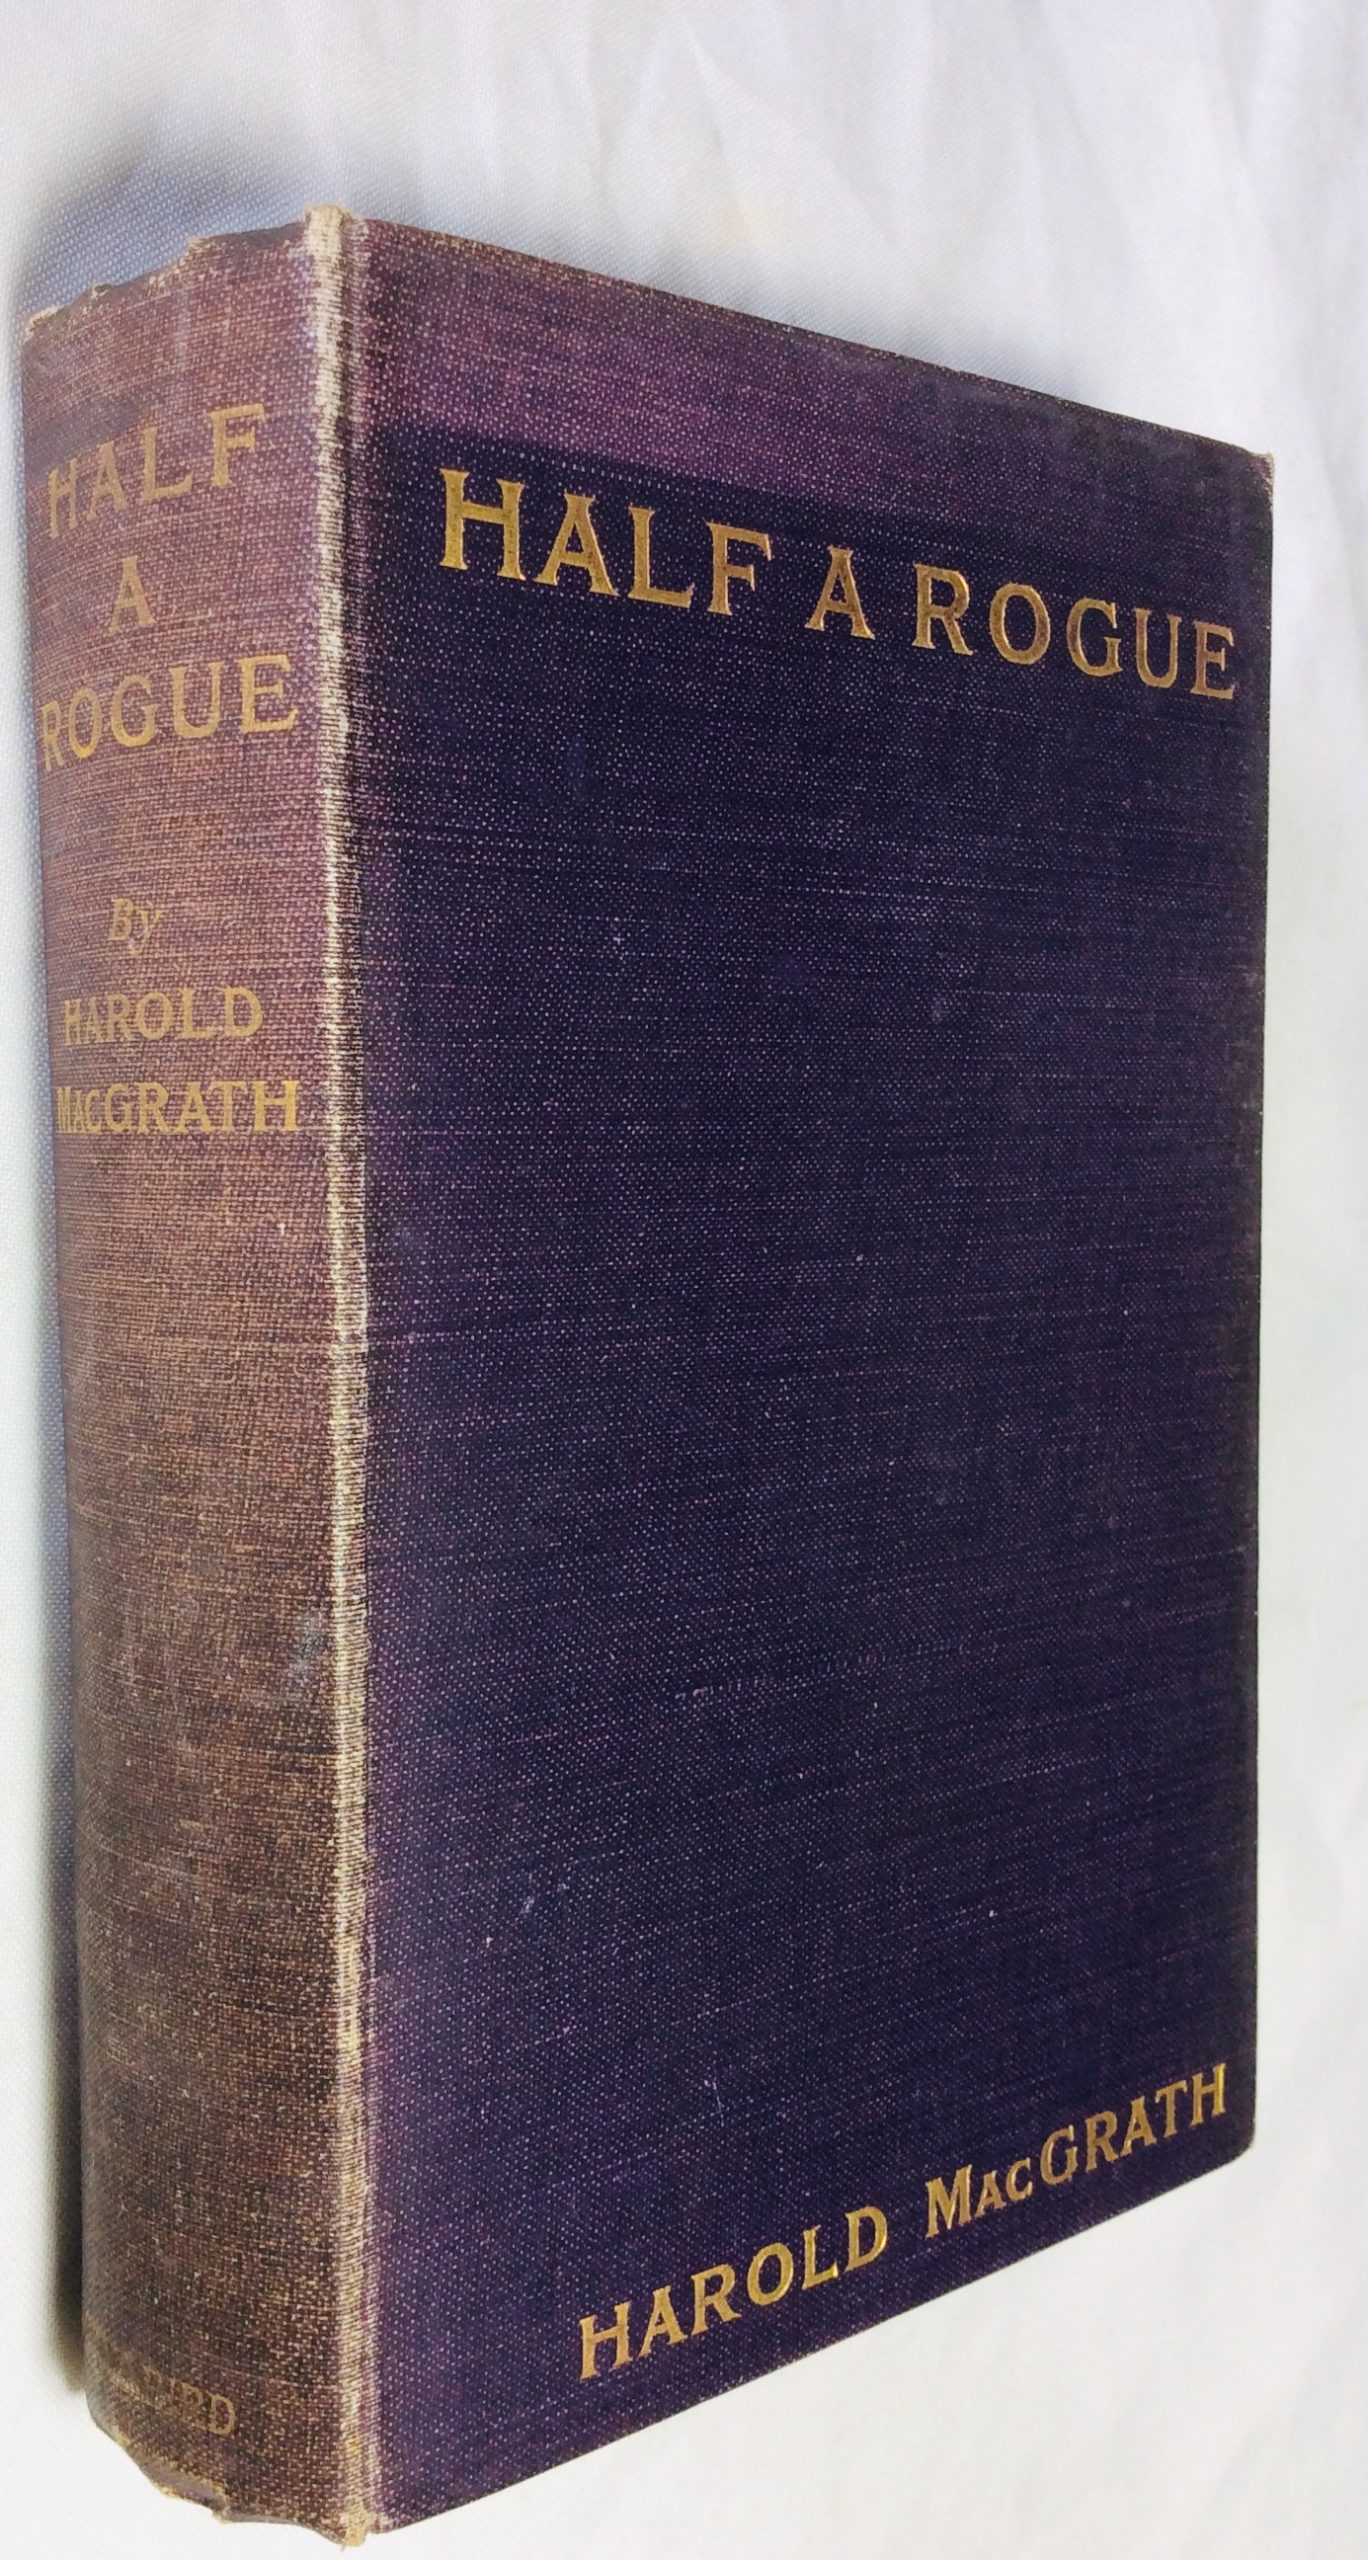 HALF
A
ROGUE
By
HAROLD
MACGRATH
HALF A ROGUE
HAROLD MACGRATH